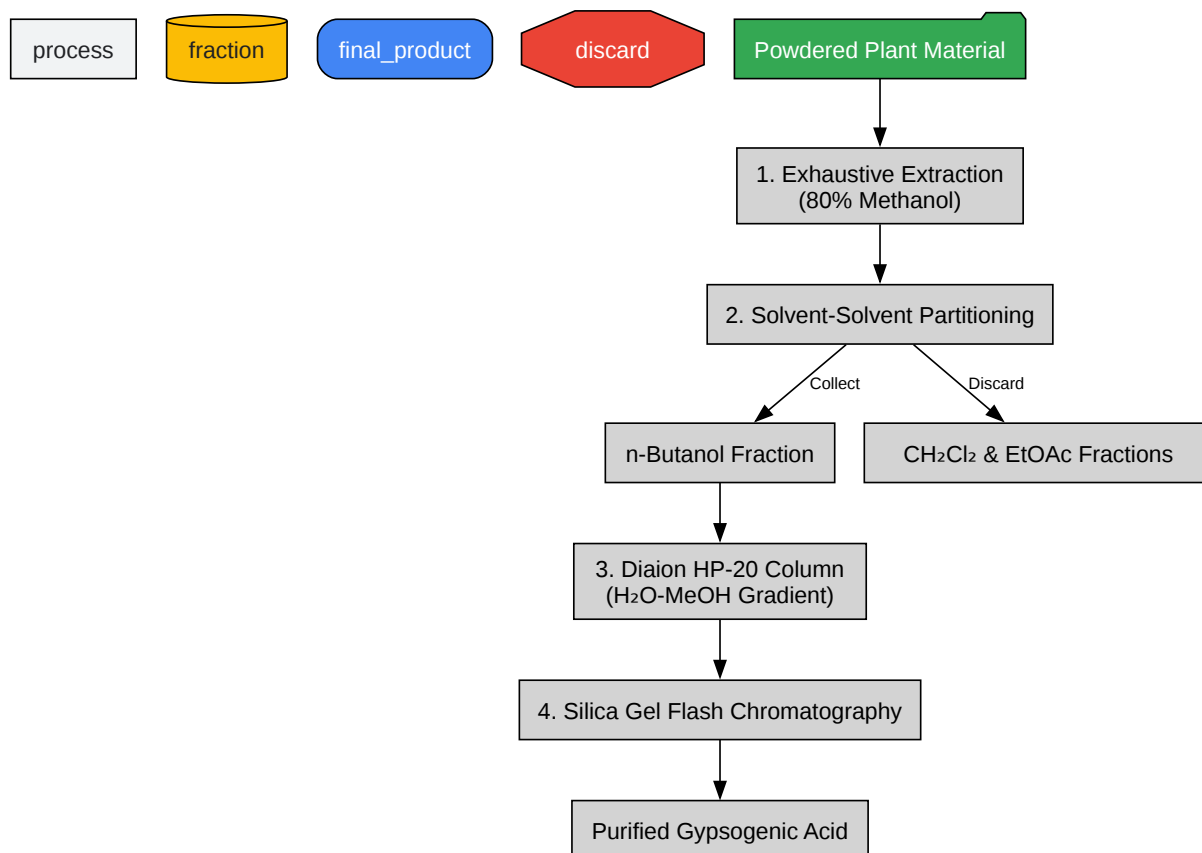 process
fraction
final_product
discard
Powdered Plant Material
1. Exhaustive Extraction
(80% Methanol)
2. Solvent-Solvent Partitioning
Collect
Discard
n-Butanol Fraction
CH₂Cl₂ & EtOAc Fractions
3. Diaion HP-20 Column
(H₂O-MeOH Gradient)
4. Silica Gel Flash Chromatography
Purified Gypsogenic Acid